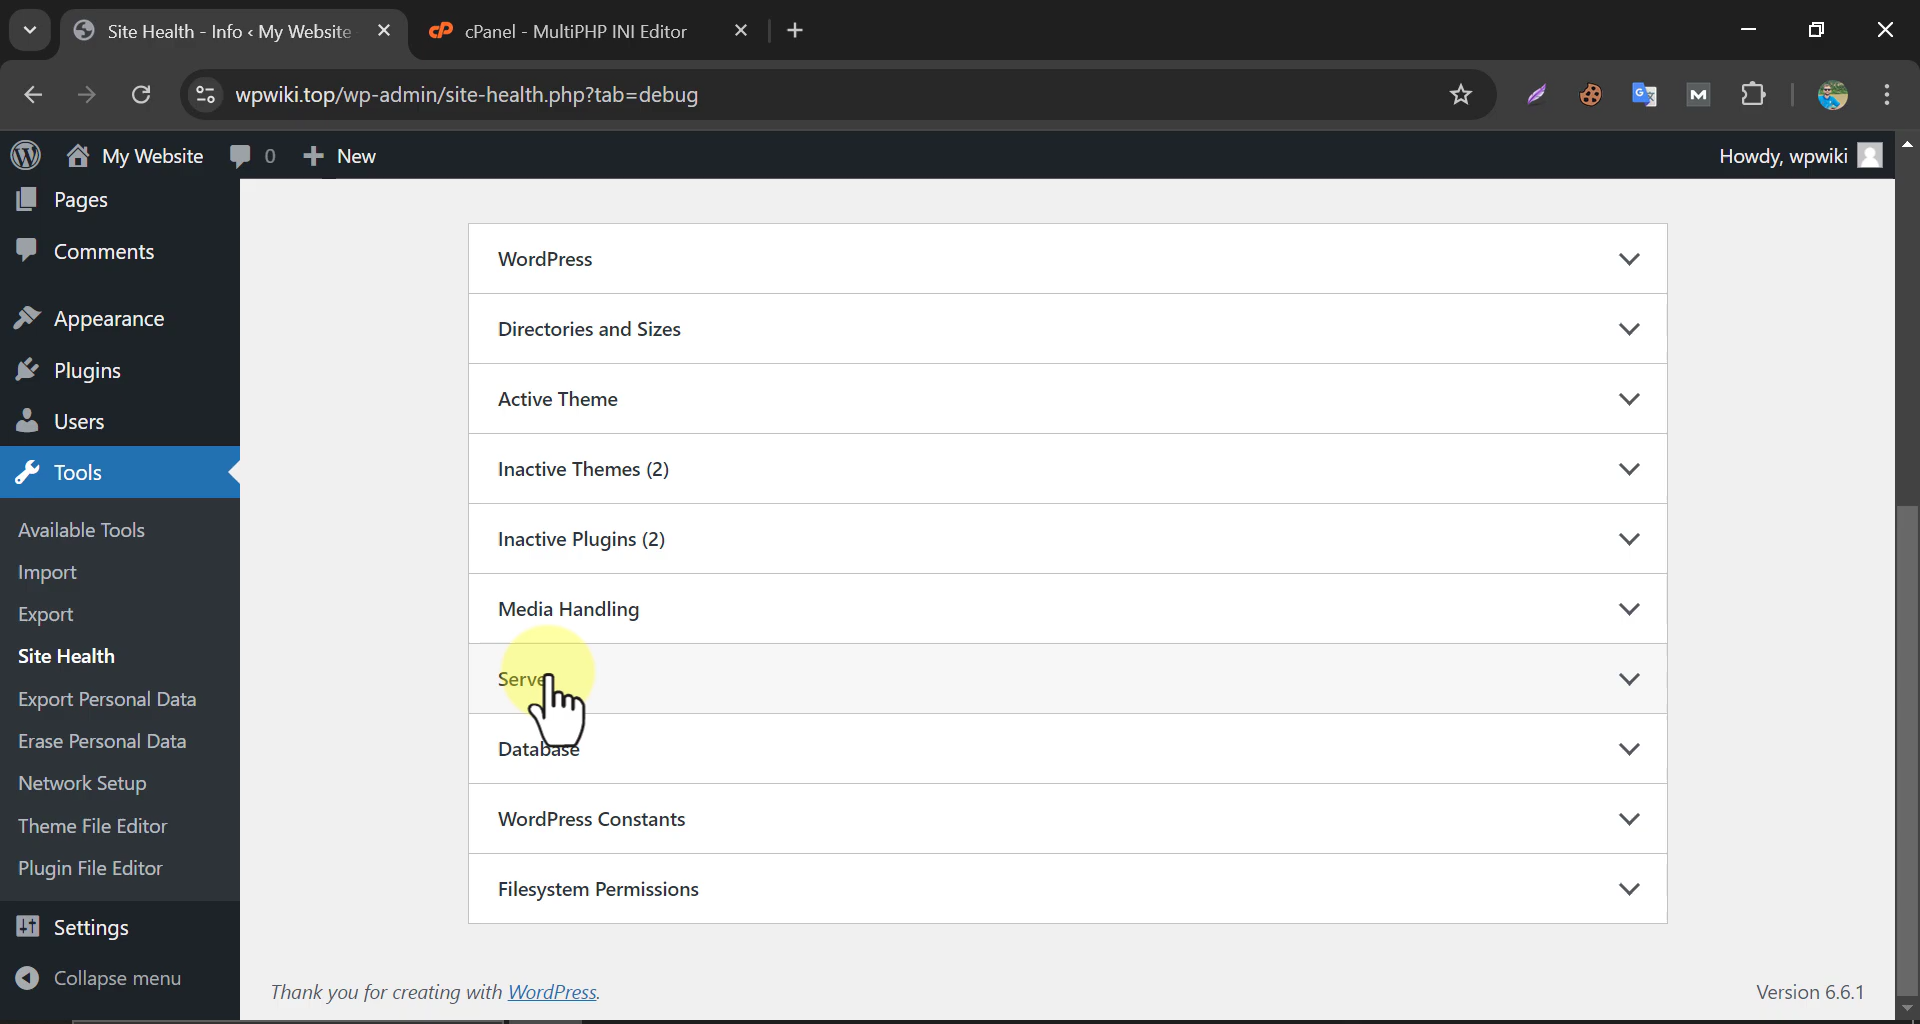 Site Health - Info ‹ My Website
cPanel - MultiPHP INI Editor
wpwiki.top/wp-admin/site-health.php?tab=debug
My Website 0 New
Howdy, wpwiki
Pages
Comments
Appearance
Plugins
Users
Tools
Available Tools
Import
Export
Site Health
Export Personal Data
Erase Personal Data
Network Setup
Theme File Editor
Plugin File Editor
Settings
Collapse menu
WordPress
Directories and Sizes
Active Theme
Inactive Themes (2)
Inactive Plugins (2)
Media Handling
Server
Database
WordPress Constants
Filesystem Permissions
Thank you for creating with WordPress.
Version 6.6.1